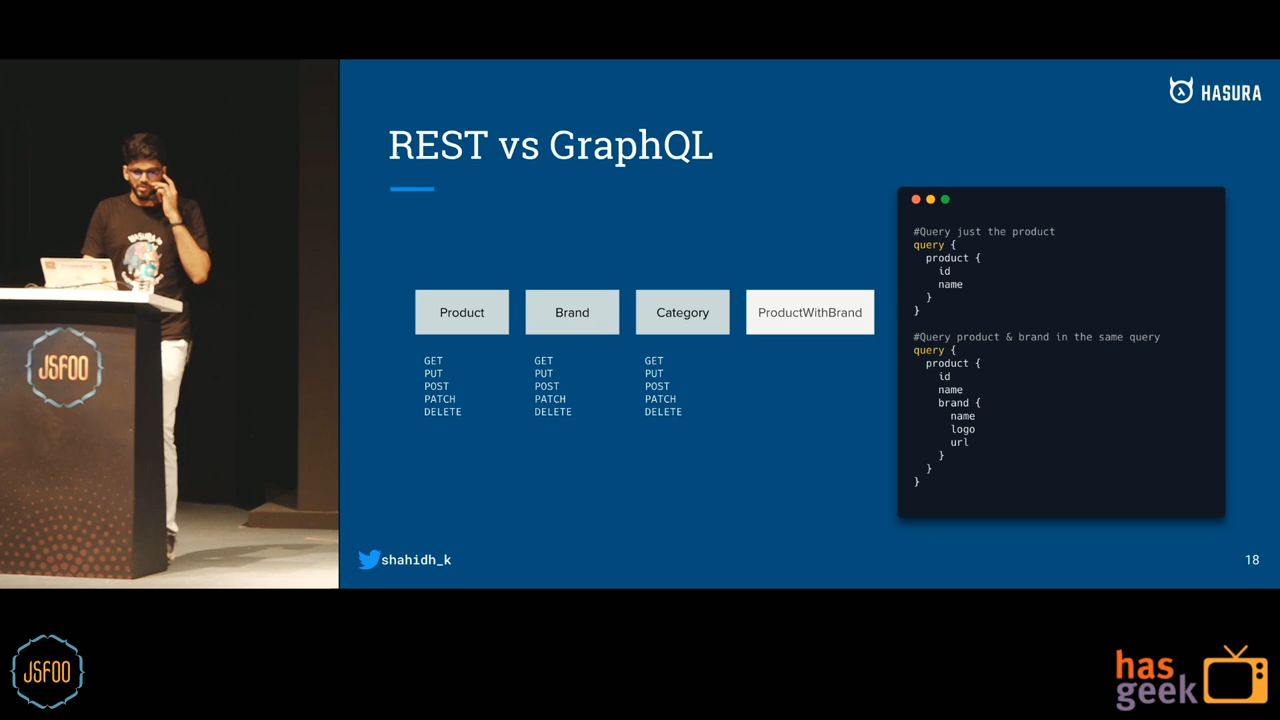 HASURA
REST vs GraphQL
Product
Brand
Category
ProductWithBrand
GET
PUT
POST
PATCH
DELETE
GET
PUT
POST
PATCH
DELETE
GET
PUT
POST
PATCH
DELETE
#Query just the product
query {
  product {
    id
    name
  }
}
#Query product & brand in the same query
query {
  product {
    id
    name
    brand {
      name
      logo
      url
    }
  }
}
shahidh_k
18
JSFOO
JSFOO
has
geek